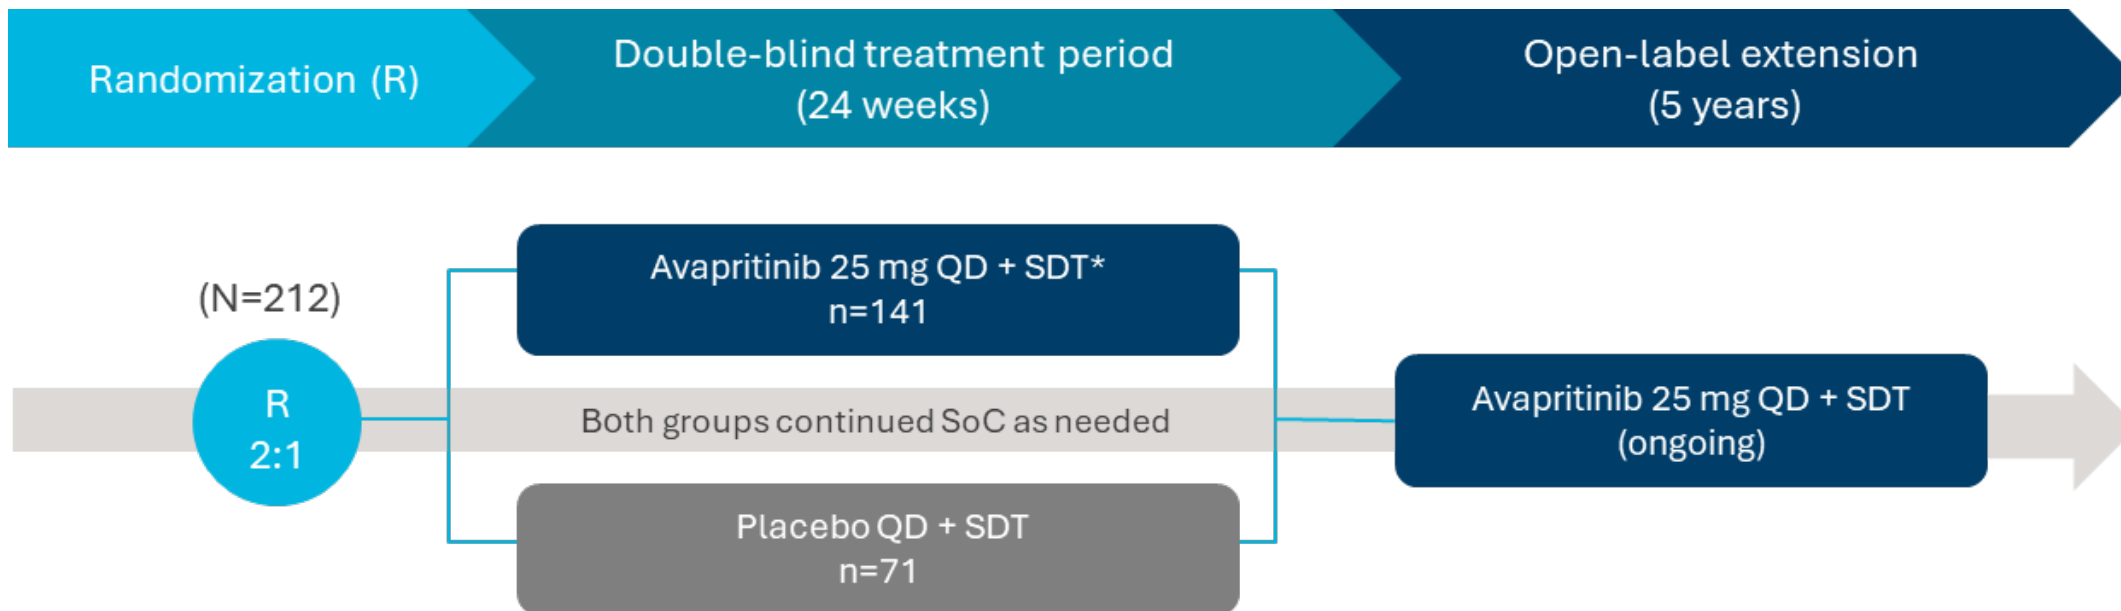 Randomization (R)
Double-blind treatment period
(24 weeks)
Open-label extension
(5 years)
(N=212)
R
2:1
Avapritinib 25 mg QD + SDT*
n=141
Both groups continued SoC as needed
Placebo QD + SDT
n=71
Avapritinib 25 mg QD + SDT
(ongoing)